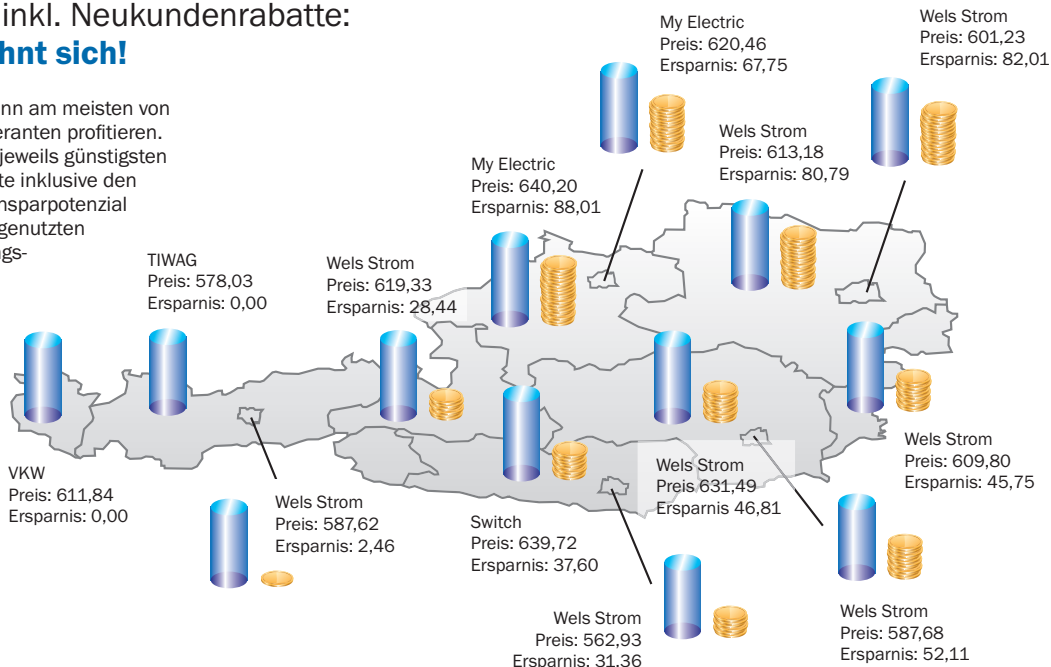 inkl. Neukundenrabatte:
hnt sich!
nn am meisten von
eranten profitieren.
jeweils günstigsten
te inklusive den
nsparpotenzial
genutzten
gs-
My Electric
Preis: 620,46
Ersparnis: 67,75
Wels Strom
Preis: 601,23
Ersparnis: 82,01
Wels Strom
Preis: 613,18
Ersparnis: 80,79
My Electric
Preis: 640,20
Ersparnis: 88,01
TIWAG
Preis: 578,03
Ersparnis: 0,00
Wels Strom
Preis: 619,33
Ersparnis: 28,44
VKW
Preis: 611,84
Ersparnis: 0,00
Wels Strom
Preis: 587,62
Ersparnis: 2,46
Switch
Preis: 639,72
Ersparnis: 37,60
Wels Strom
Preis 631,49
Ersparnis 46,81
Wels Strom
Preis: 609,80
Ersparnis: 45,75
Wels Strom
Preis: 562,93
Ersparnis: 31,36
Wels Strom
Preis: 587,68
Ersparnis: 52,11